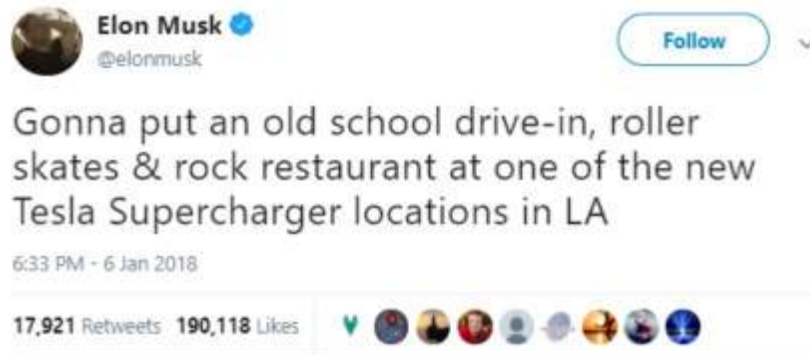 Elon Musk
@elonmusk
Follow
Gonna put an old school drive-in, roller
skates & rock restaurant at one of the new
Tesla Supercharger locations in LA
6:33 PM - 6 Jan 2018
17,921 Retweets 190,118 Likes